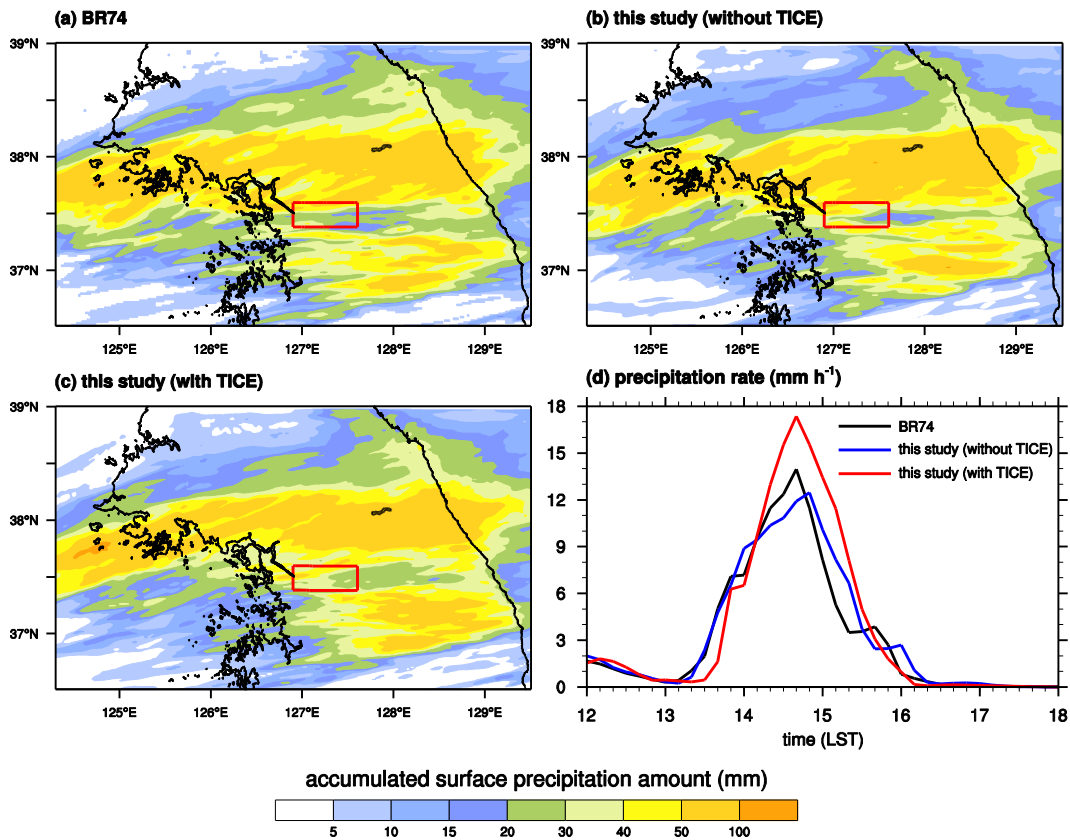 (a) BR74
39°N
38°N
37°N
125°E 126°E 127°E 128°E 129°E
(b) this study (without TICE)
39°N
38°N
37°N
125°E 126°E 127°E 128°E 129°E
(c) this study (with TICE)
39°N
38°N
37°N
125°E 126°E 127°E 128°E 129°E
(d) precipitation rate (mm h-1)
18
15
12
9
6
3
0
BR74
this study (without TICE)
this study (with TICE)
12 13 14 15 16 17 18
time (LST)
accumulated surface precipitation amount (mm)
5 10 15 20 30 40 50 100